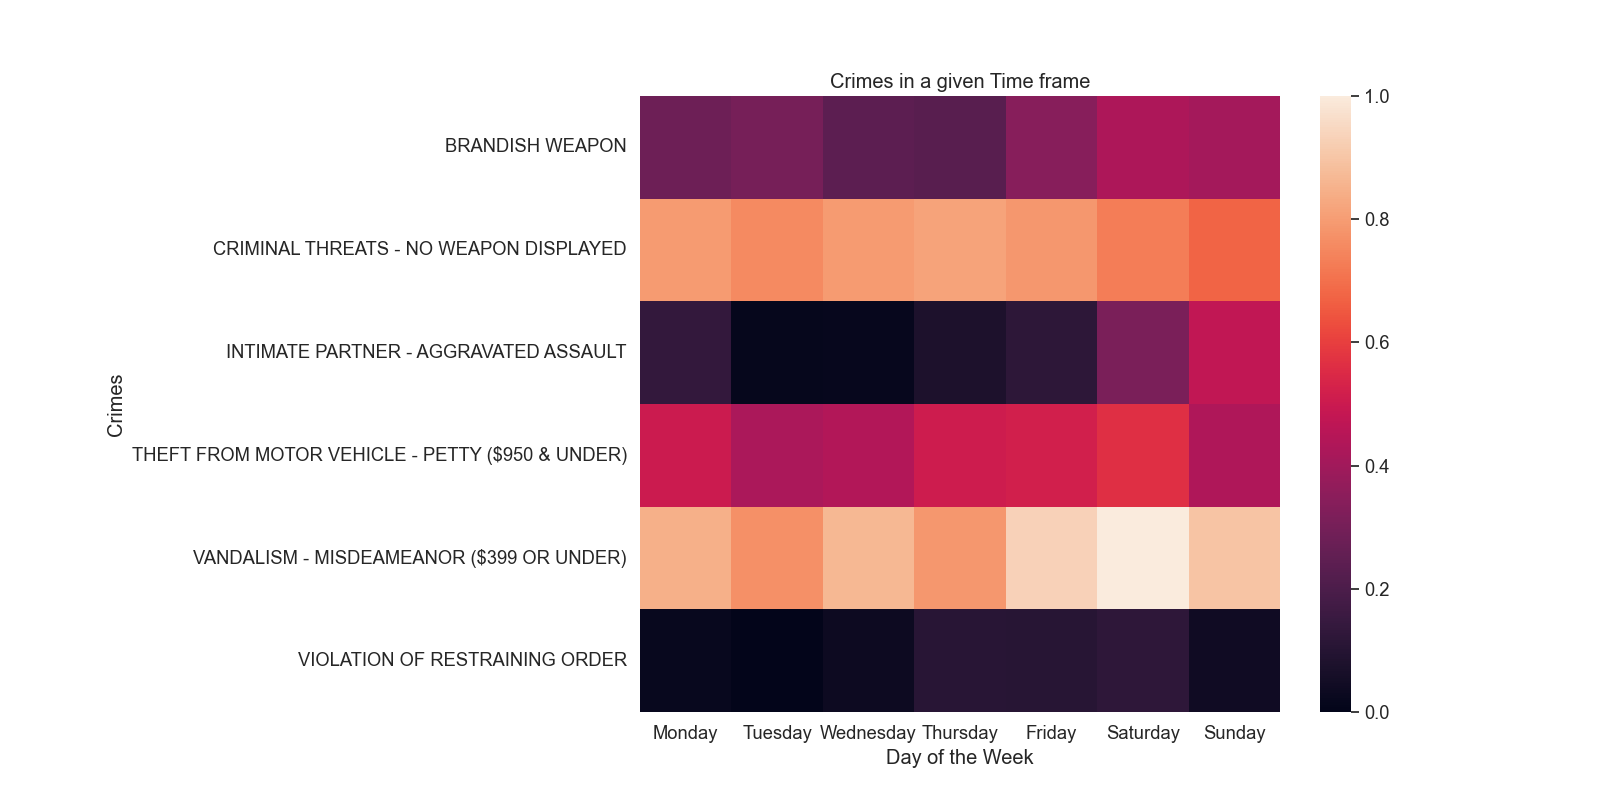 Crimes in a given Time frame
BRANDISH WEAPON
CRIMINAL THREATS - NO WEAPON DISPLAYED
INTIMATE PARTNER - AGGRAVATED ASSAULT
THEFT FROM MOTOR VEHICLE - PETTY ($950 & UNDER)
VANDALISM - MISDEAMEANOR ($399 OR UNDER)
VIOLATION OF RESTRAINING ORDER
Crimes
Monday Tuesday Wednesday Thursday Friday Saturday Sunday
Day of the Week
1.0
0.8
0.6
0.4
0.2
0.0